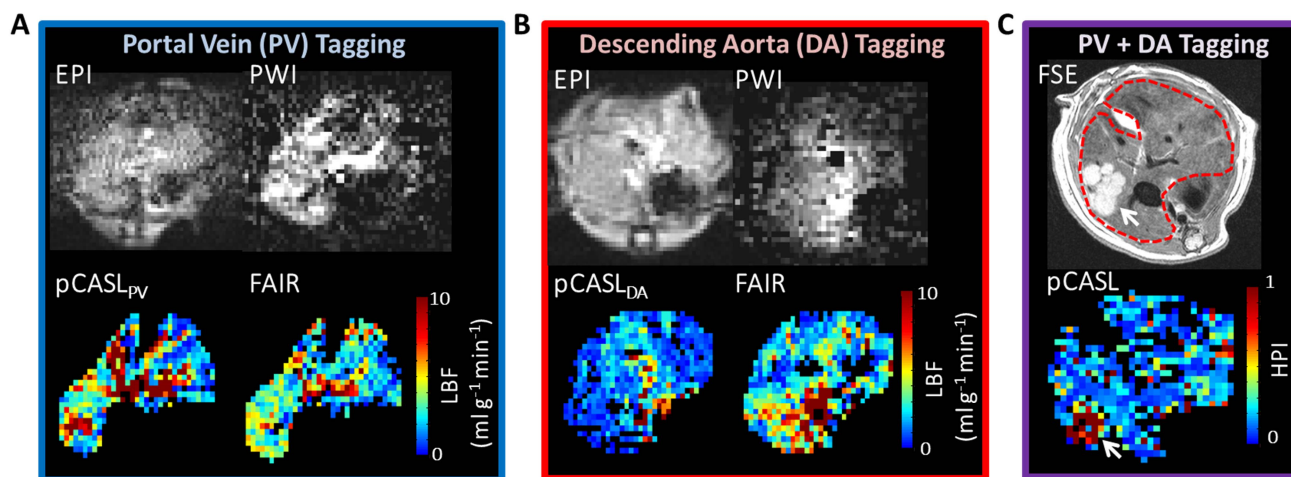 A
Portal Vein (PV) Tagging
EPI
PWI
pCASLPV
FAIR
10
0
LBF
(ml g⁻¹ min⁻¹)
B
Descending Aorta (DA) Tagging
EPI
PWI
pCASLDA
FAIR
10
0
LBF
(ml g⁻¹ min⁻¹)
C
PV + DA Tagging
FSE
pCASL
1
0
HPI